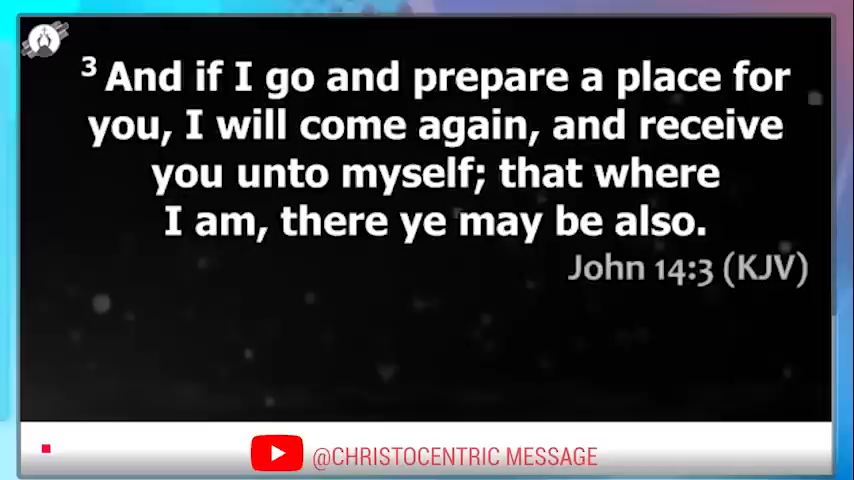 3 And if I go and prepare a place for
you, I will come again, and receive
you unto myself; that where
I am, there ye may be also.
John 14:3 (KJV)
@CHRISTOCENTRIC MESSAGE